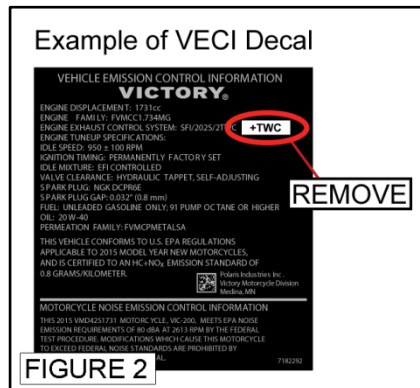 Example of VECI Decal
VEHICLE EMISSION CONTROL INFORMATION
VICTORY®
ENGINE DISPLACEMENT: 1731cc
ENGINE FAMILY: FVMCC1.734MG
ENGINE EXHAUST CONTROL SYSTEM: SFI/2O2S/2TWC +TWC
ENGINE TUNEUP SPECIFICATIONS:
IDLE SPEED: 950 ± 100 RPM
IGNITION TIMING: PERMANENTLY FACTORY SET
IDLE MIXTURE: EFI CONTROLLED
VALVE CLEARANCE: HYDRAULIC TAPPET, SELF-ADJUSTING
REMOVE
SPARK PLUG: NGK DCPR6E
SPARK PLUG GAP: 0.032" (0.8 mm)
FUEL: UNLEADED GASOLINE ONLY; 91 PUMP OCTANE OR HIGHER
OIL: 20W-40
PERMEATION FAMILY: FVMCPMETALSA
THIS VEHICLE CONFORMS TO U.S. EPA REGULATIONS
APPLICABLE TO 2015 MODEL YEAR NEW MOTORCYCLES,
AND IS CERTIFIED TO AN HC+NOx EMISSION STANDARD OF
0.8 GRAMS/KILOMETER.
Polaris Industries Inc.
Victory Motorcycle Division
Medina, MN
MOTORCYCLE NOISE EMISSION CONTROL INFORMATION
THIS 2015 VMD4251731 MOTORCYCLE, VIC-200, MEETS EPA NOISE
EMISSION REQUIREMENTS OF 80 dBA AT 2613 RPM BY THE FEDERAL
TEST PROCEDURE. MODIFICATIONS WHICH CAUSE THIS MOTORCYCLE
TO EXCEED FEDERAL NOISE STANDARDS ARE PROHIBITED BY
AL.
7182292
FIGURE 2